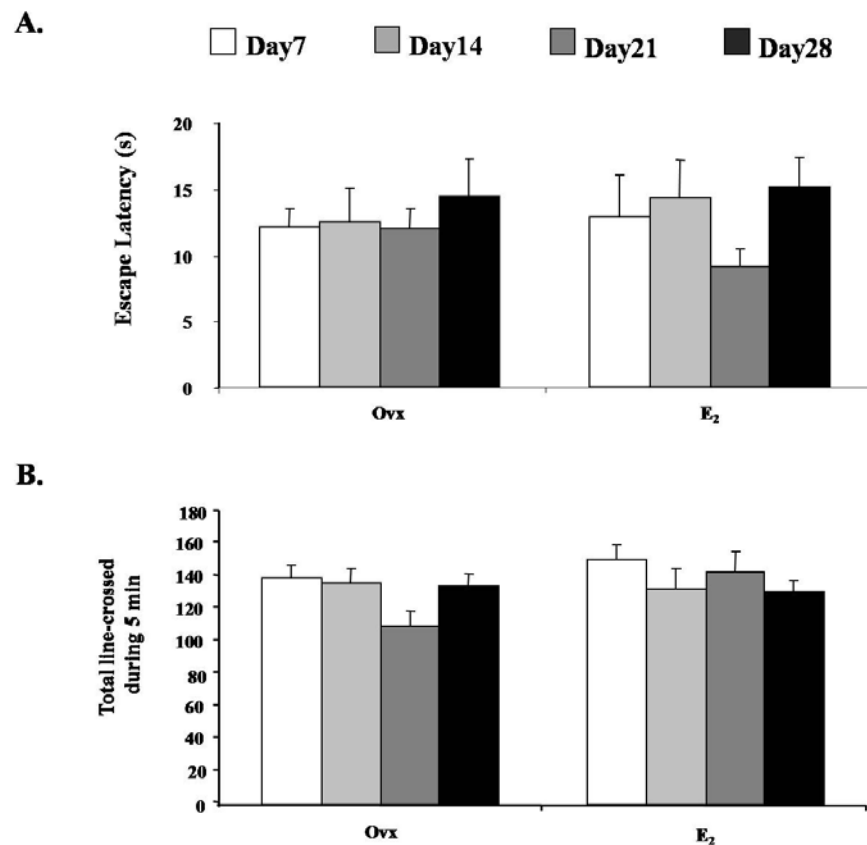 A.
Day7 Day14 Day21 Day28
Escape Latency (s)
20
15
10
5
0
Ovx E₂
B.
Total line-crossed
during 5 min
180
160
140
120
100
80
60
40
20
0
Ovx E₂